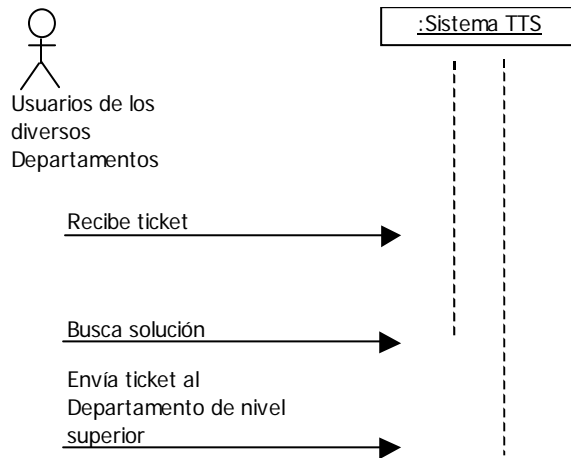 :Sistema TTS
Usuarios de los
diversos
Departamentos
Recibe ticket
Busca solución
Envía ticket al
Departamento de nivel
superior